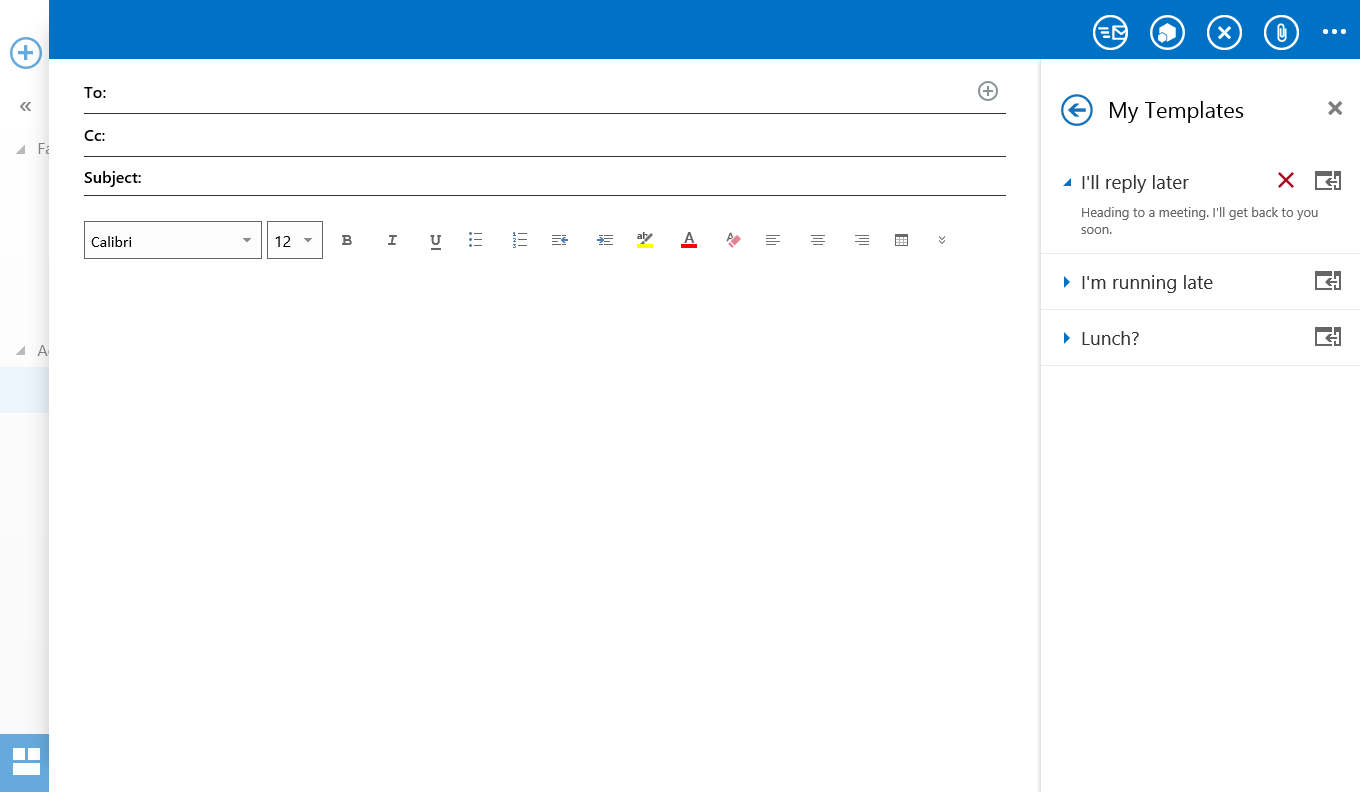 To:
Cc:
Subject:
Calibri
12
B
I
U
My Templates
I'll reply later
Heading to a meeting. I'll get back to you
soon.
I'm running late
Lunch?